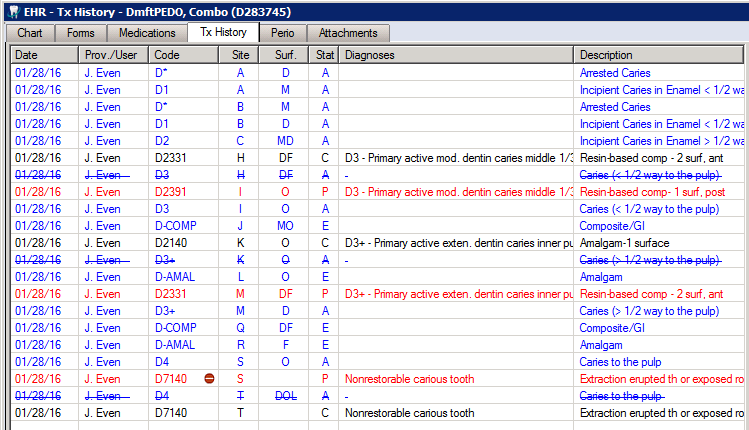 EHR - Tx History - DmftPEDO, Combo (D283745)
Chart Forms Medications Tx History Perio Attachments
Date Prov./User Code Site Surf. Stat Diagnoses Description
01/28/16 J. Even D* A D A Arrested Caries
01/28/16 J. Even D1 A M A Incipient Caries in Enamel < 1/2 wa
01/28/16 J. Even D* B M A Arrested Caries
01/28/16 J. Even D1 B D A Incipient Caries in Enamel < 1/2 wa
01/28/16 J. Even D2 C MD A Incipient Caries in Enamel > 1/2 wa
01/28/16 J. Even D2331 H DF C D3 - Primary active mod. dentin caries middle 1/3 Resin-based comp - 2 surf, ant
01/28/16 J. Even D3 H DF A - Caries (< 1/2 way to the pulp)
01/28/16 J. Even D2391 I O P D3 - Primary active mod. dentin caries middle 1/3 Resin-based comp- 1 surf, post
01/28/16 J. Even D3 I O A Caries (< 1/2 way to the pulp)
01/28/16 J. Even D-COMP J MO E Composite/GI
01/28/16 J. Even D2140 K O C D3+ - Primary active exten. dentin caries inner pu Amalgam-1 surface
01/28/16 J. Even D3+ K O A - Caries (> 1/2 way to the pulp)
01/28/16 J. Even D-AMAL L O E Amalgam
01/28/16 J. Even D2331 M DF P D3+ - Primary active exten. dentin caries inner pu Resin-based comp - 2 surf, ant
01/28/16 J. Even D3+ M D A Caries (> 1/2 way to the pulp)
01/28/16 J. Even D-COMP Q DF E Composite/GI
01/28/16 J. Even D-AMAL R F E Amalgam
01/28/16 J. Even D4 S O A Caries to the pulp
01/28/16 J. Even D7140 S P Nonrestorable carious tooth Extraction erupted th or exposed ro
01/28/16 J. Even D4 T DOL A - Caries to the pulp
01/28/16 J. Even D7140 T C Nonrestorable carious tooth Extraction erupted th or exposed ro